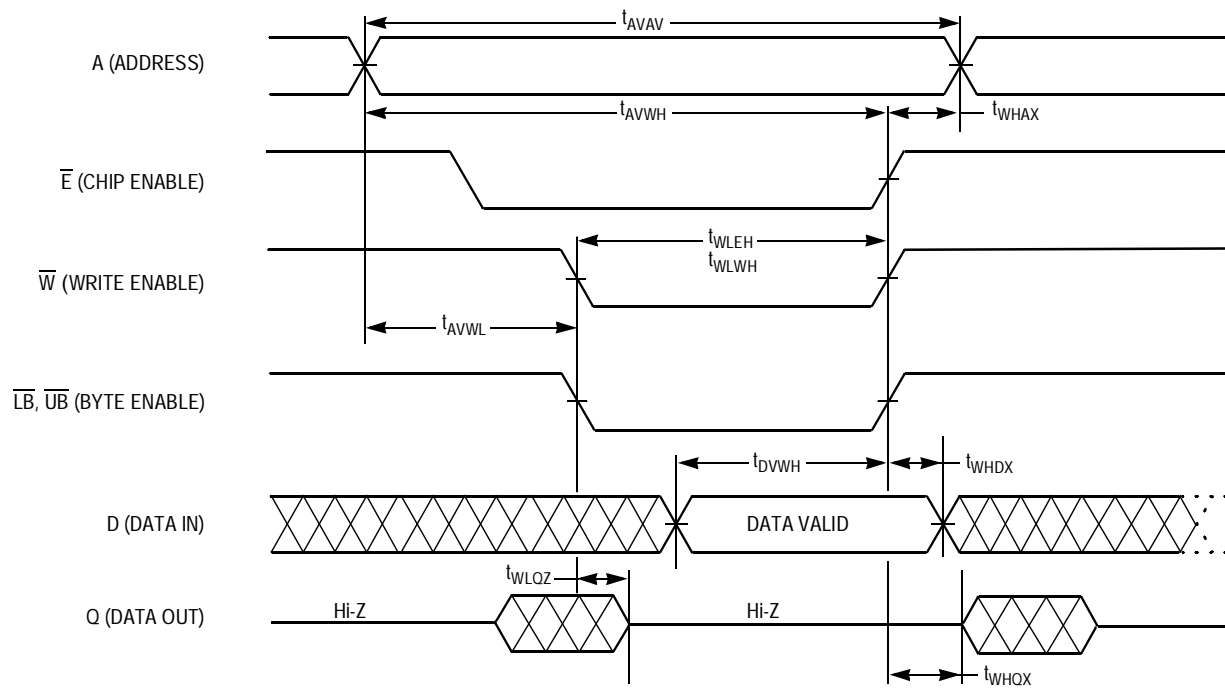 tAVAV
A (ADDRESS)
tAVWH
tWHAX
E (CHIP ENABLE)
tWLEH
W (WRITE ENABLE)
tWLWH
tAVWL
LB, UB (BYTE ENABLE)
tDVWH
tWHDX
D (DATA IN)
DATA VALID
tWLQZ
Q (DATA OUT)
Hi-Z
Hi-Z
tWHQX